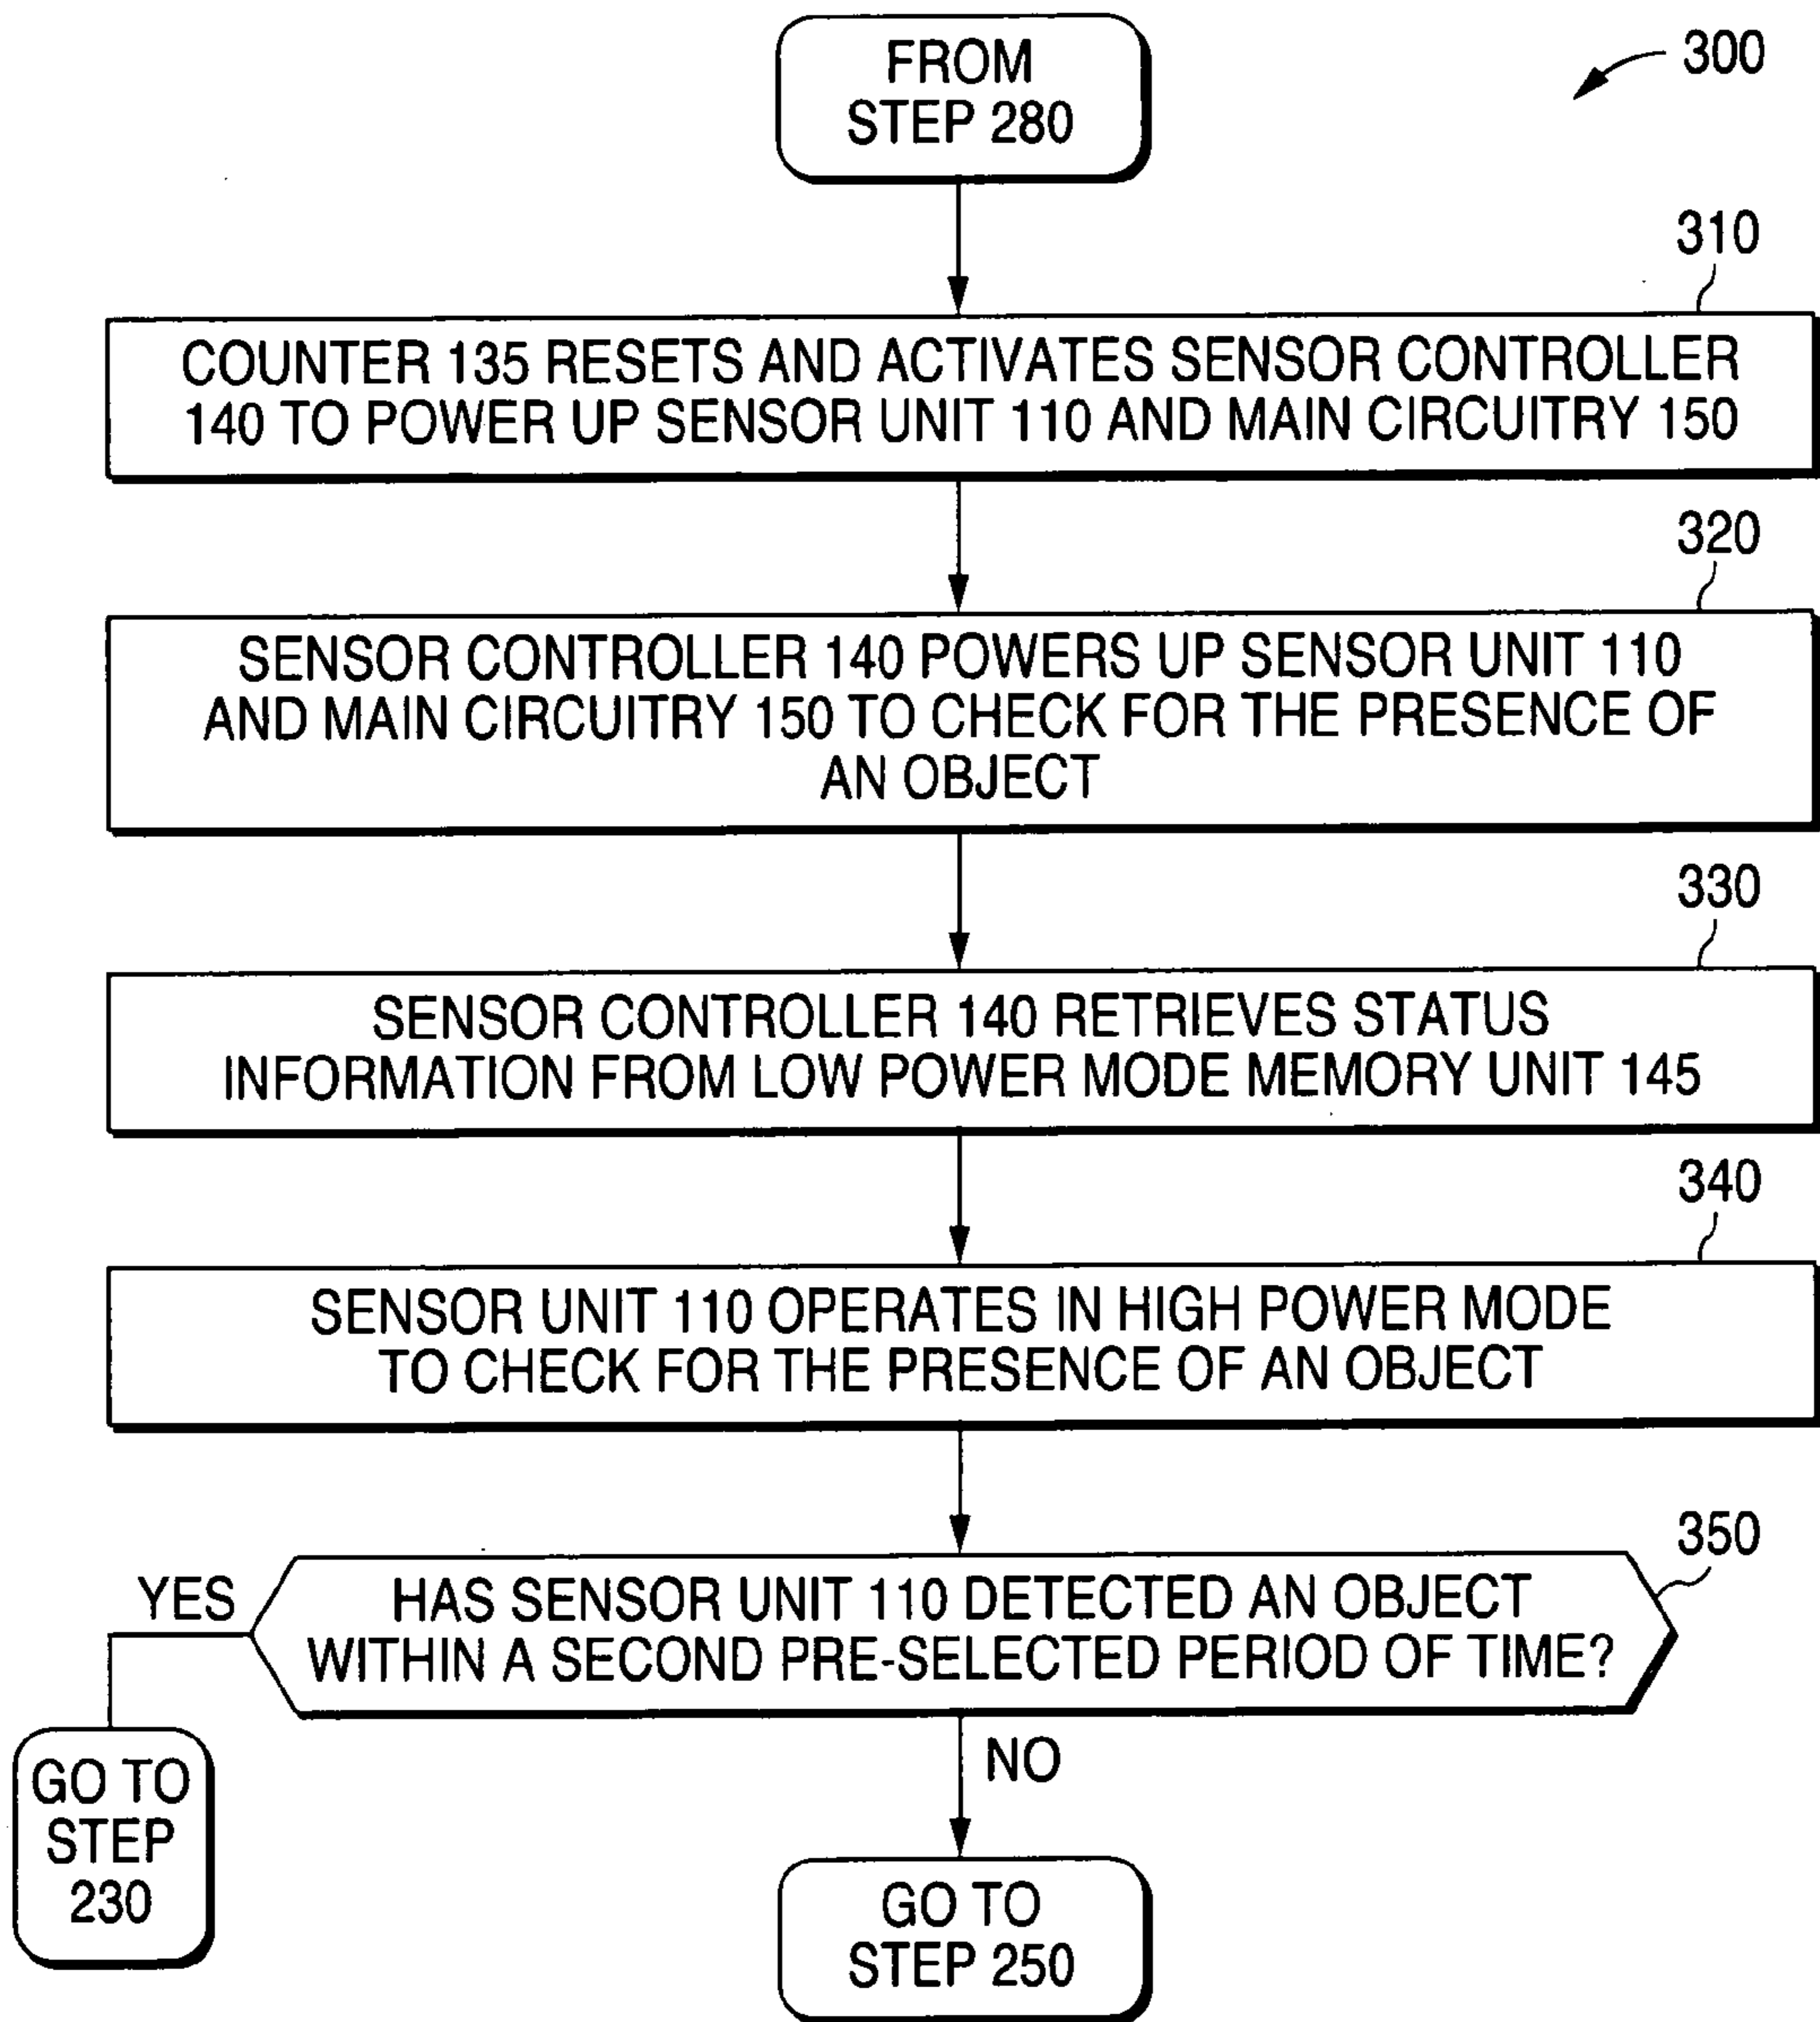 FROM
STEP 280
300
310
COUNTER 135 RESETS AND ACTIVATES SENSOR CONTROLLER
140 TO POWER UP SENSOR UNIT 110 AND MAIN CIRCUITRY 150
320
SENSOR CONTROLLER 140 POWERS UP SENSOR UNIT 110
AND MAIN CIRCUITRY 150 TO CHECK FOR THE PRESENCE OF
AN OBJECT
330
SENSOR CONTROLLER 140 RETRIEVES STATUS
INFORMATION FROM LOW POWER MODE MEMORY UNIT 145
340
SENSOR UNIT 110 OPERATES IN HIGH POWER MODE
TO CHECK FOR THE PRESENCE OF AN OBJECT
350
YES
HAS SENSOR UNIT 110 DETECTED AN OBJECT
WITHIN A SECOND PRE-SELECTED PERIOD OF TIME?
GO TO
STEP
230
NO
GO TO
STEP 250